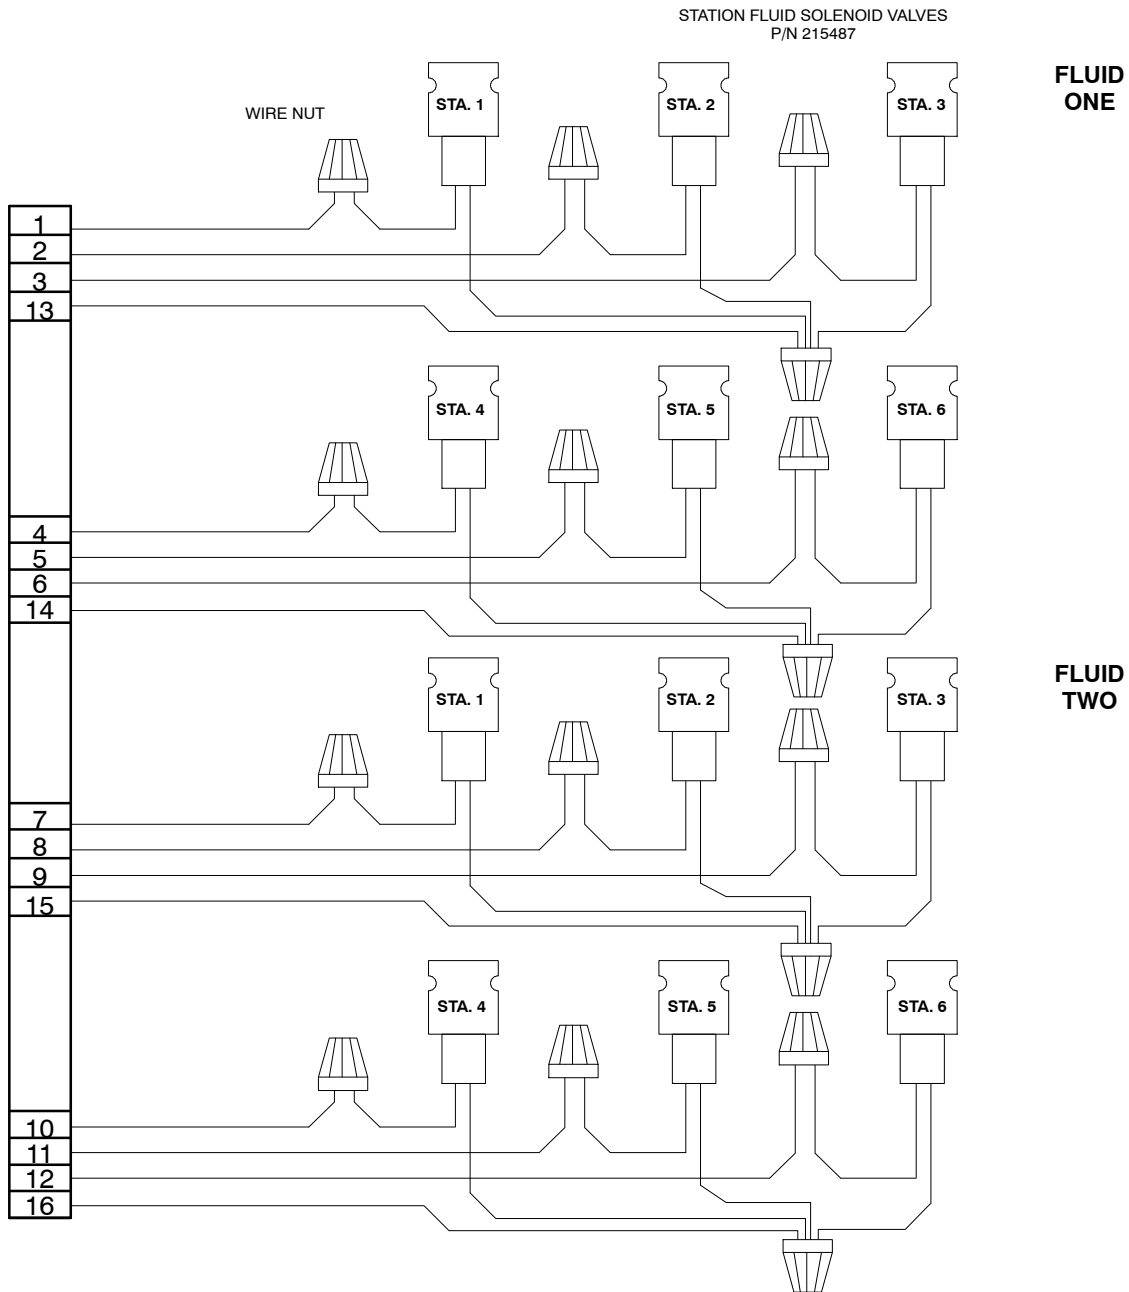 STATION FLUID SOLENOID VALVES
P/N 215487
FLUID
ONE
WIRE NUT
STA. 1
STA. 2
STA. 3
1
2
3
13
STA. 4
STA. 5
STA. 6
4
5
6
14
FLUID
TWO
STA. 1
STA. 2
STA. 3
7
8
9
15
STA. 4
STA. 5
STA. 6
10
11
12
16